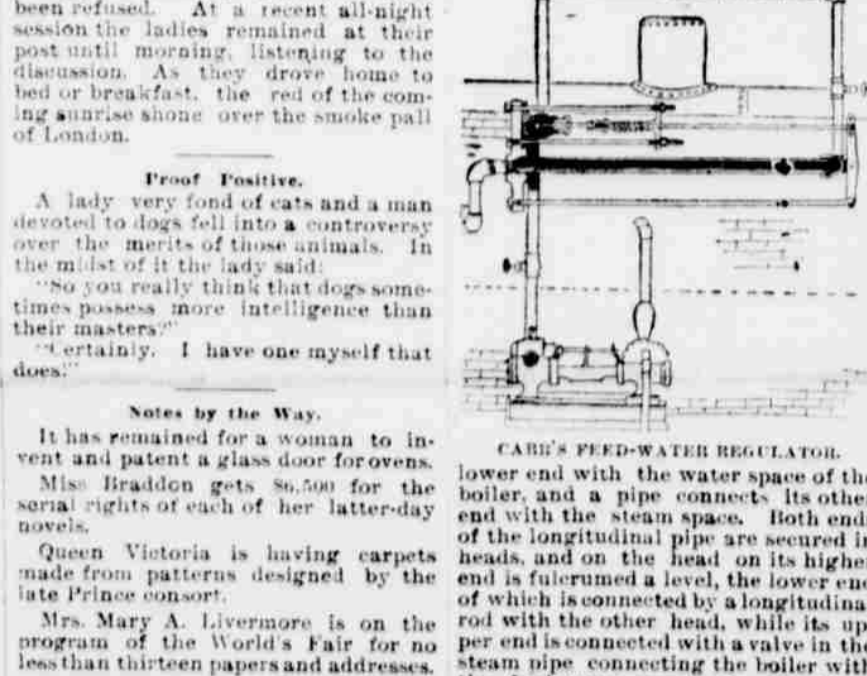 been refused. At a recent all-night
session the ladies remained at their
post until morning, listening to the
discussion. As they drove home to
bed or breakfast, the red of the com-
ing sunrise shone over the smoke pall
of London.
Proof Positive.
A lady very fond of cats and a man
devoted to dogs fell into a controversy
over the merits of those animals. In
the midst of it the lady said:
"So you really think that dogs some-
times possess more intelligence than
their masters?"
"Certainly. I have one myself that
does!"
Notes by the Way.
It has remained for a woman to in-
vent and patent a glass door for ovens.
Miss Braddon gets $6,500 for the
serial rights of each of her latter-day
novels.
Queen Victoria is having carpets
made from patterns designed by the
late Prince consort.
Mrs. Mary A. Livermore is on the
program of the World's Fair for no
less than thirteen papers and addresses.
CARR'S FEED-WATER REGULATOR.
lower end with the water space of the
boiler, and a pipe connects its othe
end with the steam space. Both end
of the longitudinal pipe are secured in
heads, and on the head on its highe
end is fulcrumed a level, the lower en
of which is connected by a longitudina
rod with the other head, while its up
per end is connected with a valve in the
steam pipe connecting the boiler with